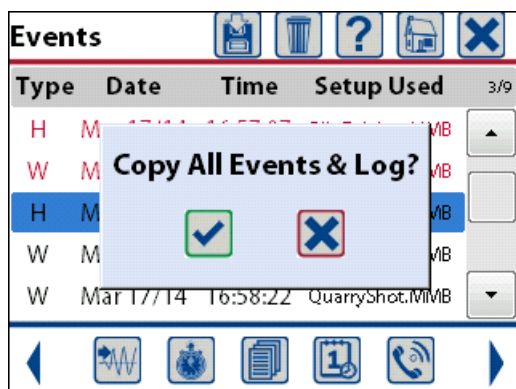 Events
?
Type Date Time Setup Used 3/9
H
W
H
W
W Mar 17/14 16:58:22 QuarryShot.MMB
Copy All Events & Log?